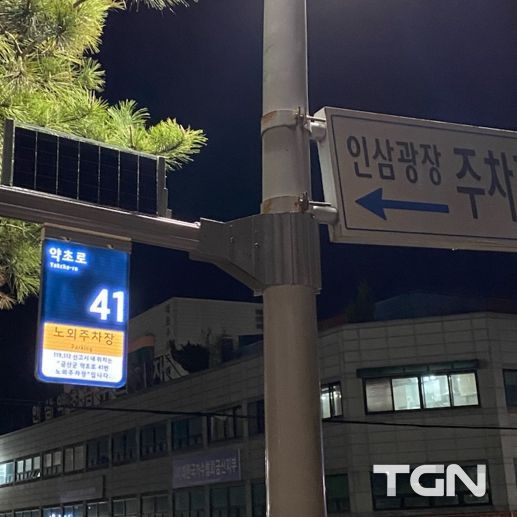 약초로
Yakcho-ro
41
노외주차장
Parking
119,112 신고시 내 위치는
"금산군 약초로 41번
노외주차장"입니다.
인삼광장 주차
TGN